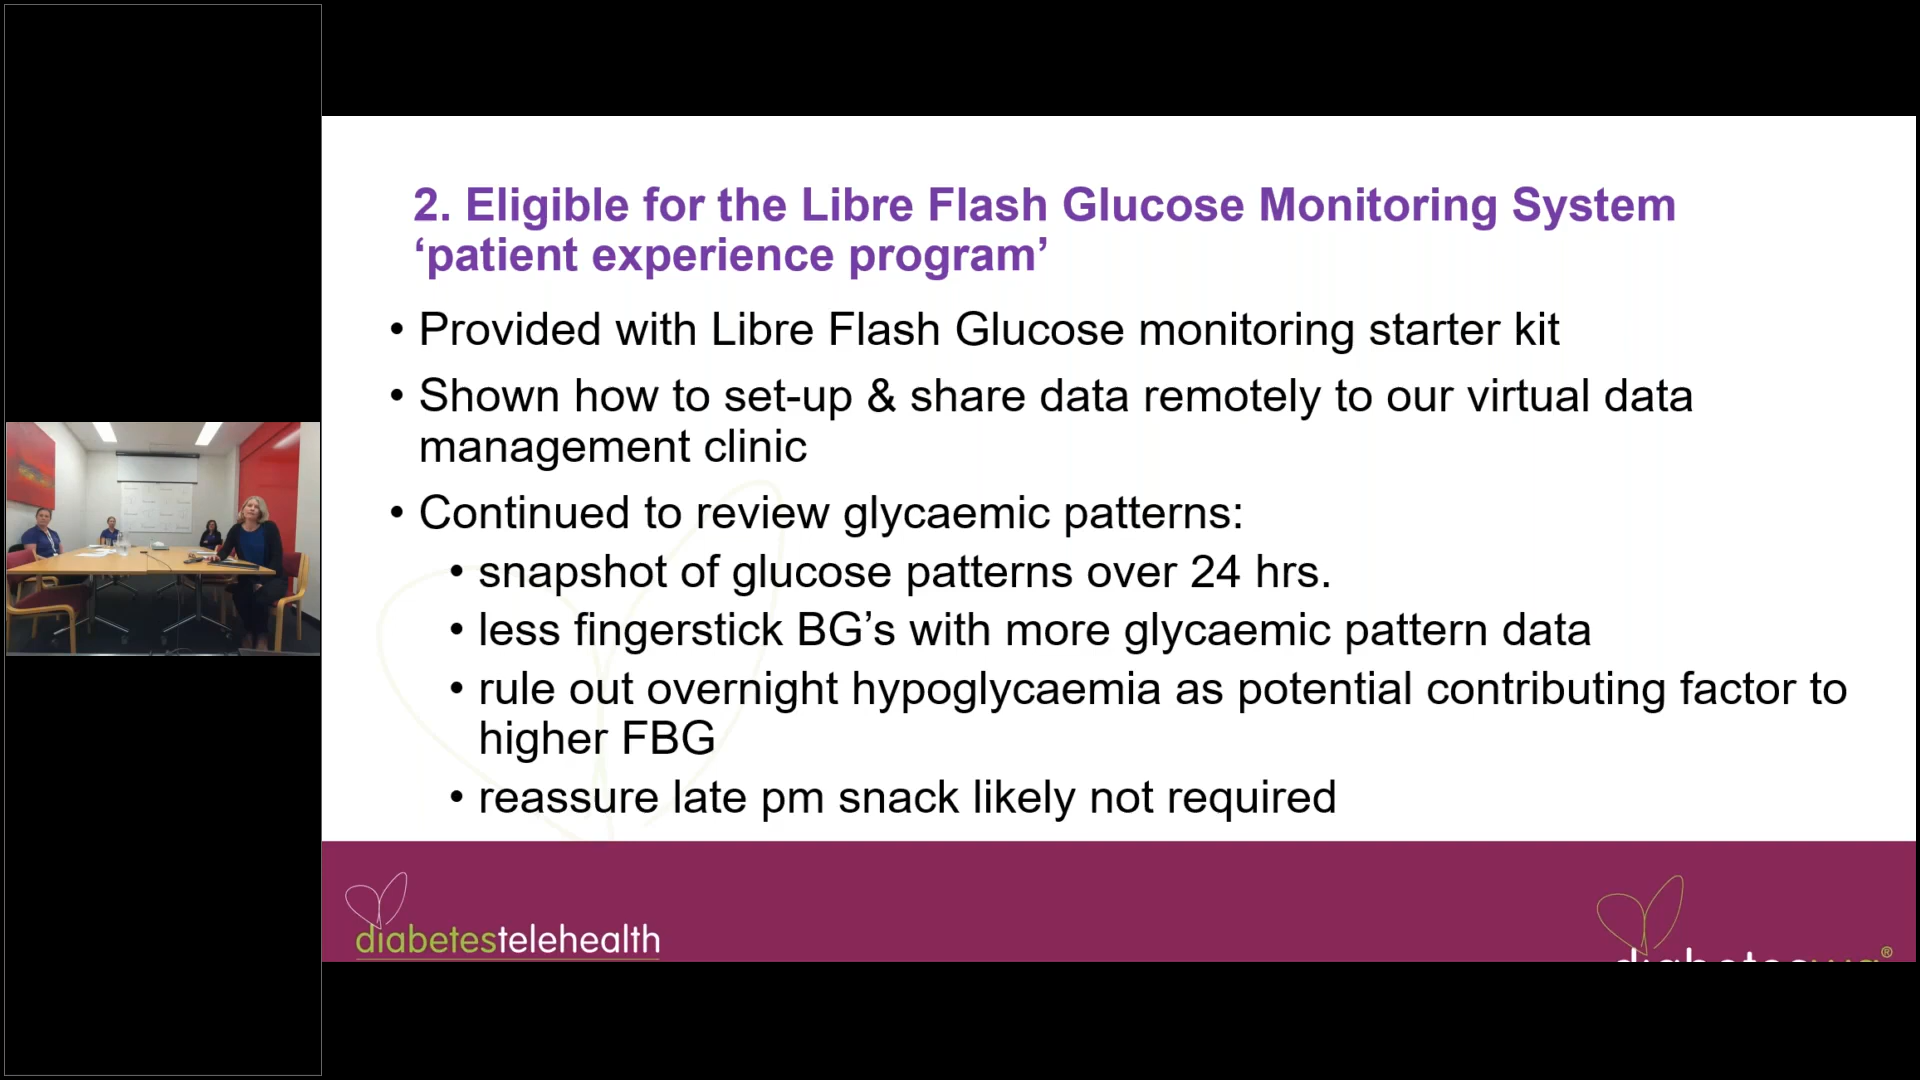 2. Eligible for the Libre Flash Glucose Monitoring System
‘patient experience program’
• Provided with Libre Flash Glucose monitoring starter kit
• Shown how to set-up & share data remotely to our virtual data
management clinic
• Continued to review glycaemic patterns:
• snapshot of glucose patterns over 24 hrs.
• less fingerstick BG’s with more glycaemic pattern data
• rule out overnight hypoglycaemia as potential contributing factor to
higher FBG
• reassure late pm snack likely not required
diabetestelehealth
diabeteswa®